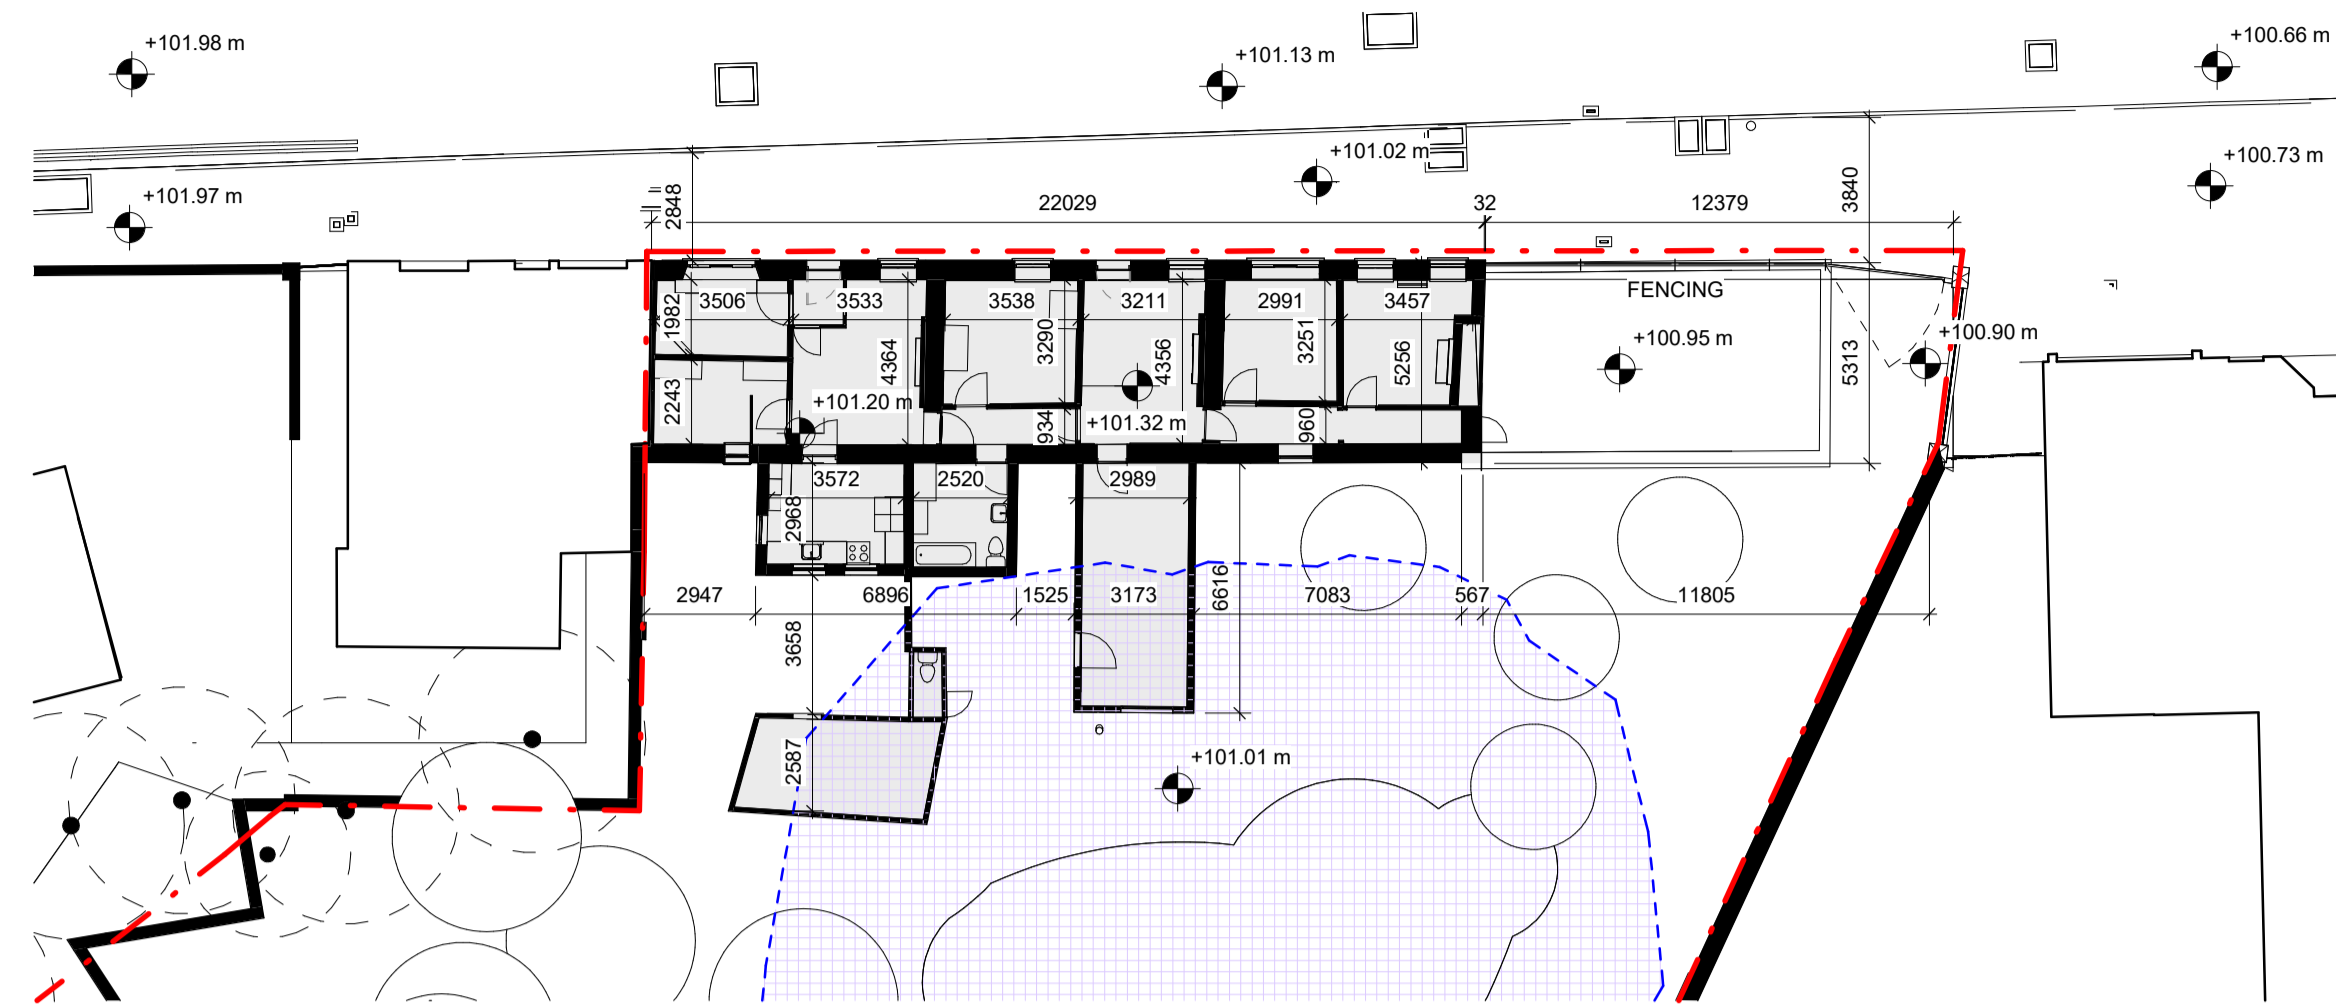 +101.98 m
+101.13 m
+100.66 m
+101.02 m
+100.73 m
+101.97 m
2848
22029
32
12379
3840
FENCING
3506
3533
3538
3211
2991
3457
1982
4364
3290
4356
3251
5256
+100.95 m
+100.90 m
5313
2243
+101.20 m
934
+101.32 m
960
3572
2520
2989
2968
2947
6896
1525
3173
6616
7083
567
11805
3658
2587
+101.01 m